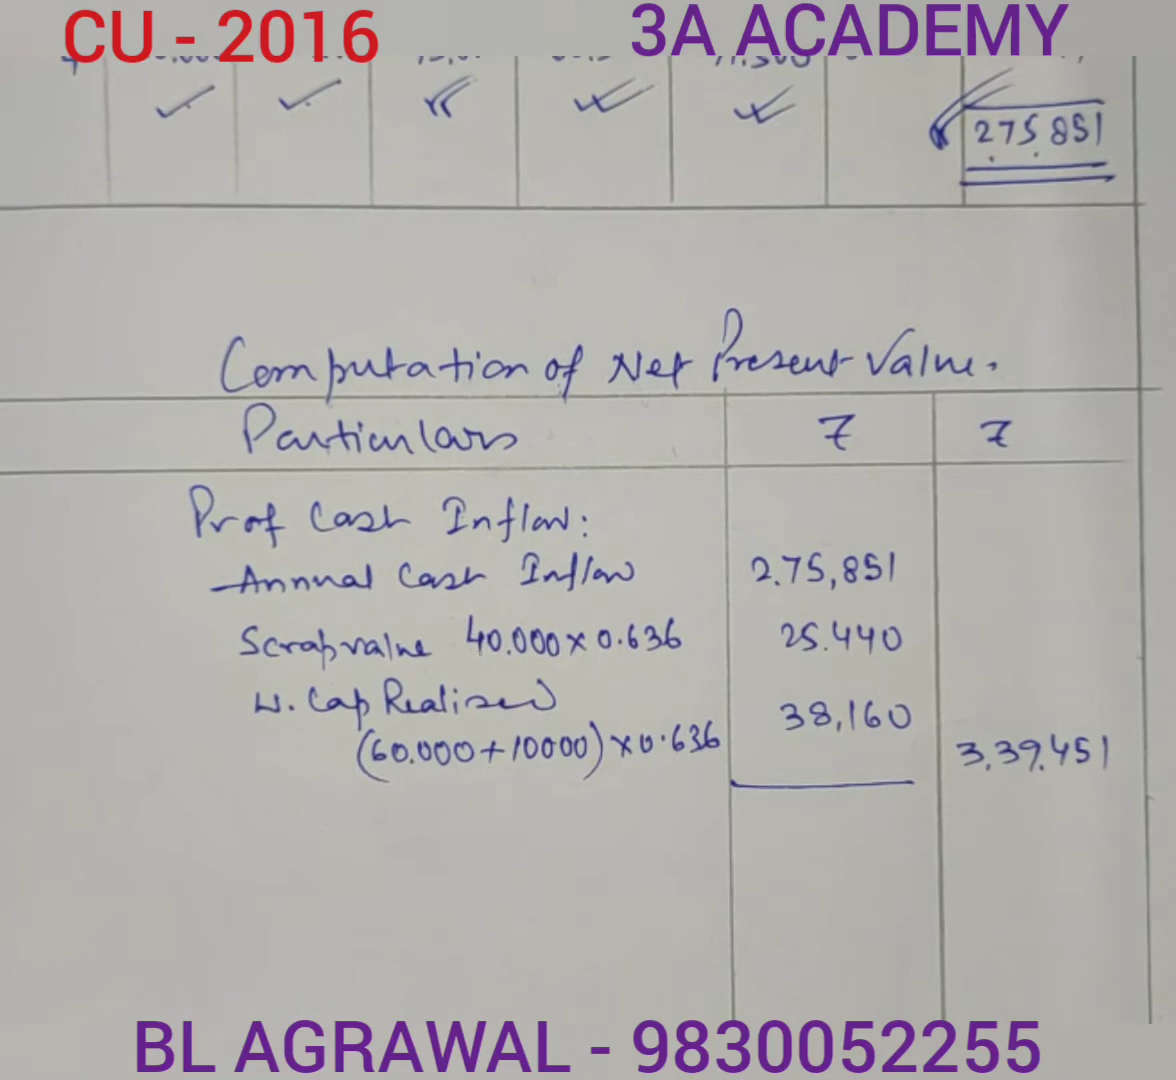 CU - 2016
3A ACADEMY
275.851
Computation of Net Present Value.
Particulars ₹ ₹
P.v of Cash Inflow:
Annual Cash Inflow 2,75,851
Scrap value 40.000 x 0.636 25.440
W. Cap Realised
(60.000 + 10000) x 0.636 38,160 3,39,451
BL AGRAWAL - 9830052255